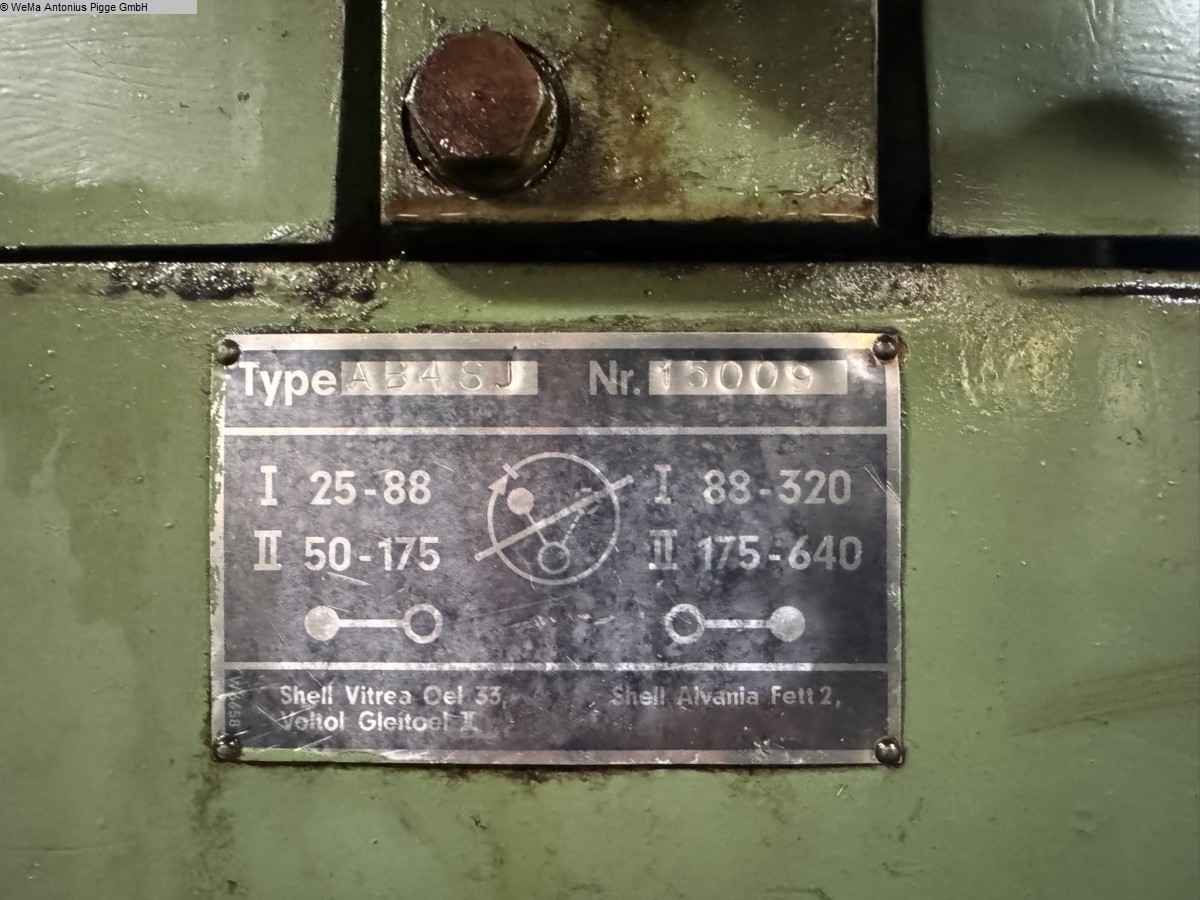 © WeMa Antonius Pigge GmbH
Type AB4SJ Nr. 15009
I 25-88 I 88-320
II 50-175 II 175-640
Shell Vitrea Oel 33, Shell Alvania Fett 2,
Voltol Gleitoel II